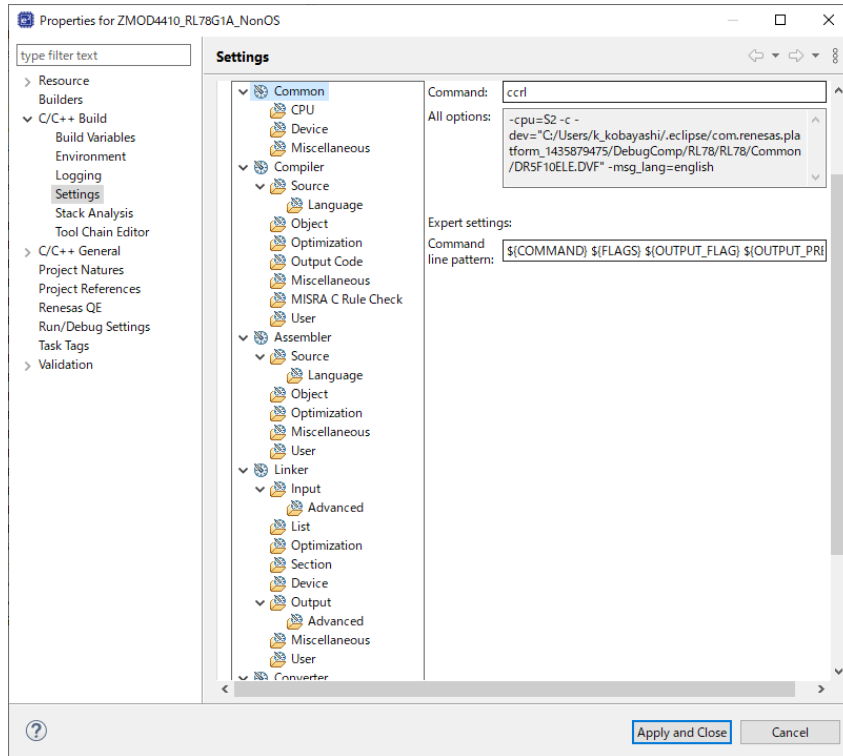 Properties for ZMOD4410_RL78G1A_NonOS
type filter text
Resource
Builders
C/C++ Build
Build Variables
Environment
Logging
Settings
Stack Analysis
Tool Chain Editor
C/C++ General
Project Natures
Project References
Renesas QE
Run/Debug Settings
Task Tags
Validation
Settings
Common
CPU
Device
Miscellaneous
Compiler
Source
Language
Object
Optimization
Output Code
Miscellaneous
MISRA C Rule Check
User
Assembler
Source
Language
Object
Optimization
Miscellaneous
User
Linker
Input
Advanced
List
Optimization
Section
Device
Output
Advanced
Miscellaneous
User
Converter
Command: ccrl
All options:
-cpu=S2 -c -
dev="C:/Users/k_kobayashi/.eclipse/com.renesas.pla
tform_1435879475/DebugComp/RL78/RL78/Common
/DR5F10ELE.DVF" -msg_lang=english
Expert settings:
Command
line pattern:
${COMMAND} ${FLAGS} ${OUTPUT_FLAG} ${OUTPUT_PRE
Apply and Close
Cancel